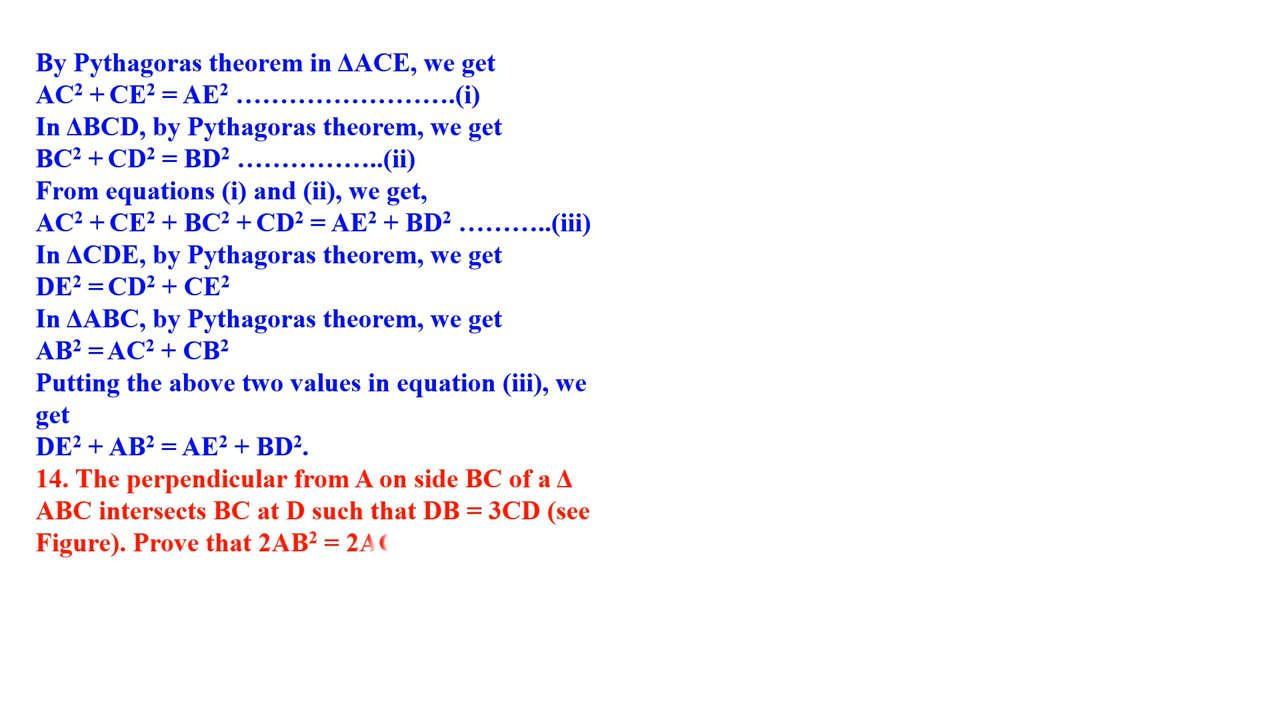 By Pythagoras theorem in ΔACE, we get
AC² + CE² = AE² …………………….(i)
In ΔBCD, by Pythagoras theorem, we get
BC² + CD² = BD² ……………..(ii)
From equations (i) and (ii), we get,
AC² + CE² + BC² + CD² = AE² + BD² ………..(iii)
In ΔCDE, by Pythagoras theorem, we get
DE² = CD² + CE²
In ΔABC, by Pythagoras theorem, we get
AB² = AC² + CB²
Putting the above two values in equation (iii), we
get
DE² + AB² = AE² + BD².
14. The perpendicular from A on side BC of a Δ
ABC intersects BC at D such that DB = 3CD (see
Figure). Prove that 2AB² = 2A